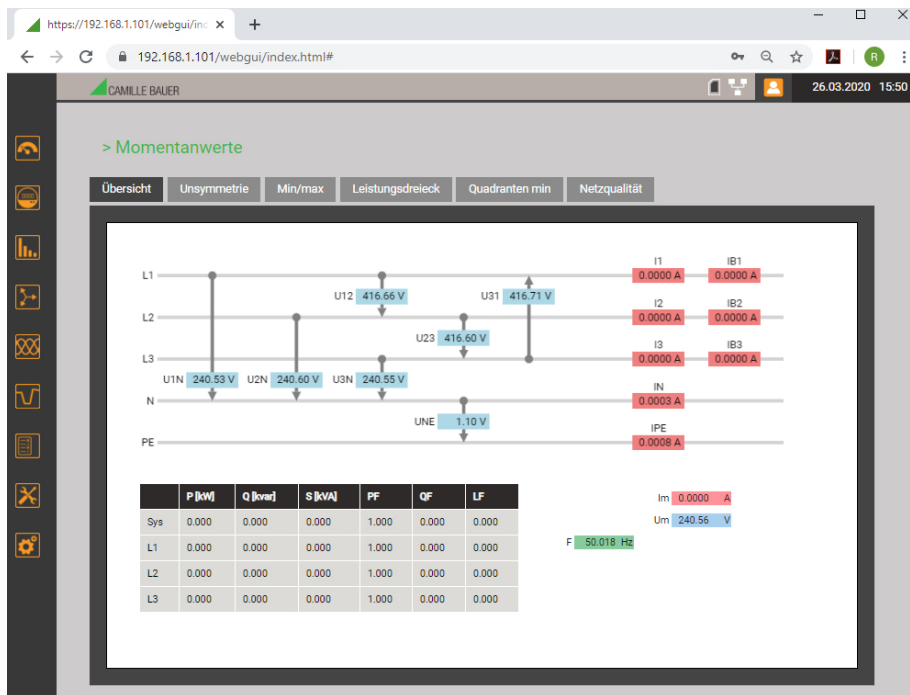 https://192.168.1.101/webgui/inc
192.168.1.101/webgui/index.html#
R
CAMILLE BAUER
26.03.2020 15:50
> Momentanwerte
Übersicht Unsymmetrie Min/max Leistungsdreieck Quadranten min Netzqualität
I1 IB1
L1 0.0000 A 0.0000 A
U12 416.66 V U31 416.71 V
I2 IB2
L2 0.0000 A 0.0000 A
U23 416.60 V
I3 IB3
L3 0.0000 A 0.0000 A
U1N 240.53 V U2N 240.60 V U3N 240.55 V
IN
N 0.0003 A
UNE 1.10 V
IPE
PE 0.0008 A
P [kW] Q [kvar] S [kVA] PF QF LF
Im 0.0000 A
Sys 0.000 0.000 0.000 1.000 0.000 0.000
Um 240.56 V
F 50.018 Hz
L1 0.000 0.000 0.000 1.000 0.000 0.000
L2 0.000 0.000 0.000 1.000 0.000 0.000
L3 0.000 0.000 0.000 1.000 0.000 0.000